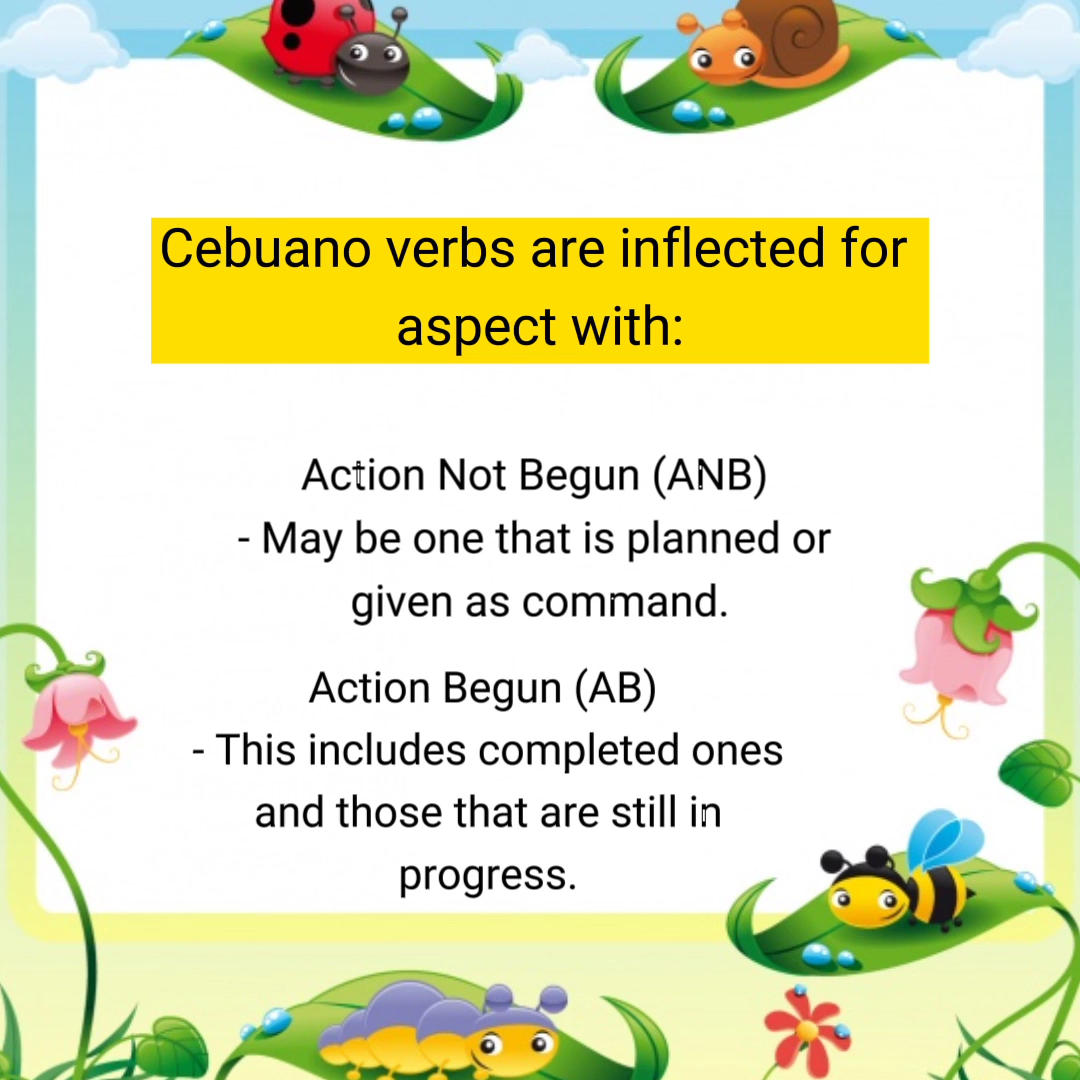 Cebuano verbs are inflected for
aspect with:
Action Not Begun (ANB)
- May be one that is planned or
given as command.
Action Begun (AB)
- This includes completed ones
and those that are still in
progress.